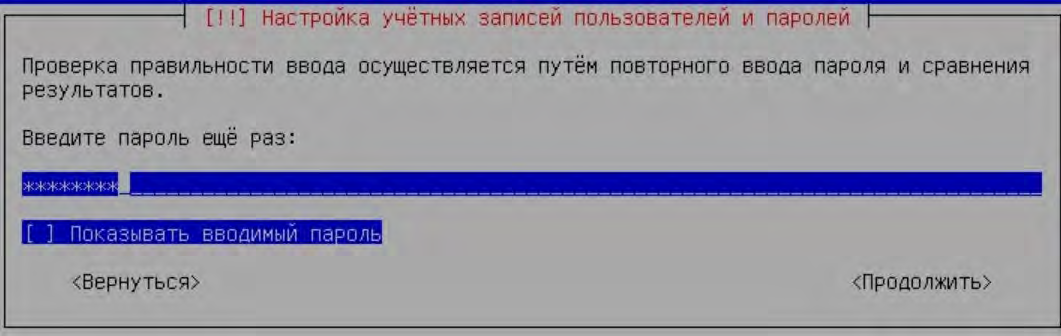 [!!] Настройка учётных записей пользователей и паролей
Проверка правильности ввода осуществляется путём повторного ввода пароля и сравнения
результатов.
Введите пароль ещё раз:
********
[ ] Показывать вводимый пароль
<Вернуться> <Продолжить>